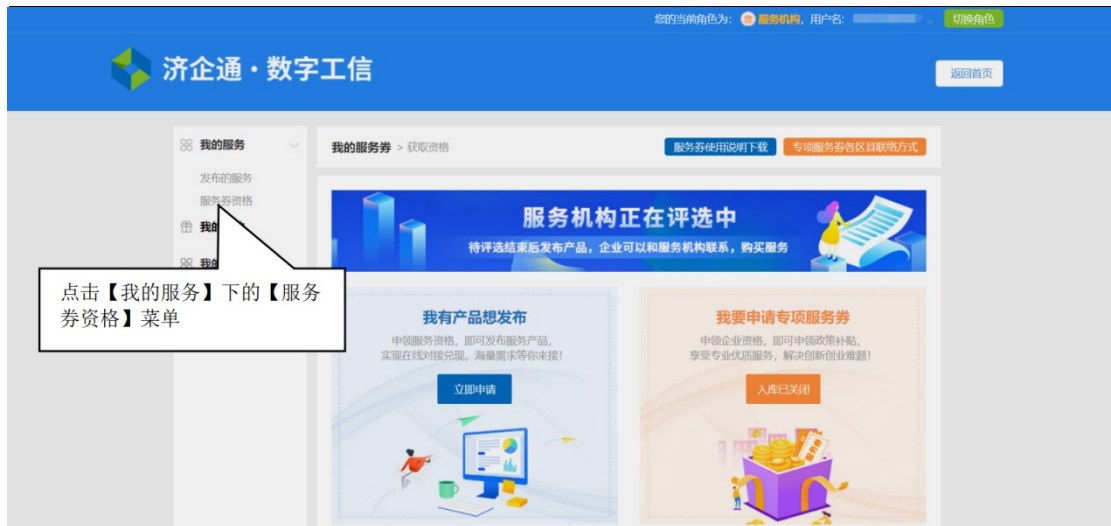 您的当前角色为： 服务机构，用户名： 切换角色
济企通·数字工信
返回首页
我的服务
发布的服务
服务券资格
我的
我的
点击【我的服务】下的【服务
券资格】菜单
我的服务券 > 获取资格
服务券使用说明下载 专项服务券各区县联络方式
服务机构正在评选中
待评选结束后发布产品，企业可以和服务机构联系，购买服务
我有产品想发布
申领服务资格，即可发布服务产品，
实现在线对接兑现，海量需求等你来接！
立即申请
我要申请专项服务券
申领企业资格，即可申领政策补贴，
享受专业优质服务，解决创新创业难题！
入库已关闭
服务券